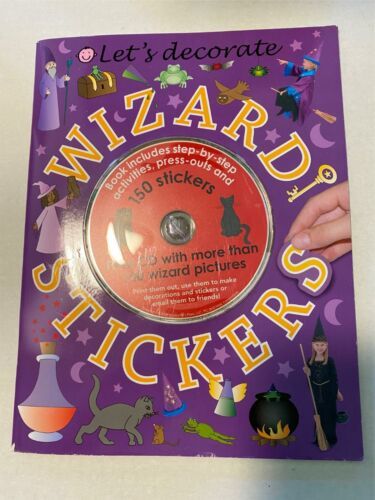 Let's decorate
WIZARD
Book includes step-by-step
activities, press-outs and
150 stickers
with more than
wizard pictures
Print them out, use them to make
decorations and stickers or
email them to friends!
STICKERS